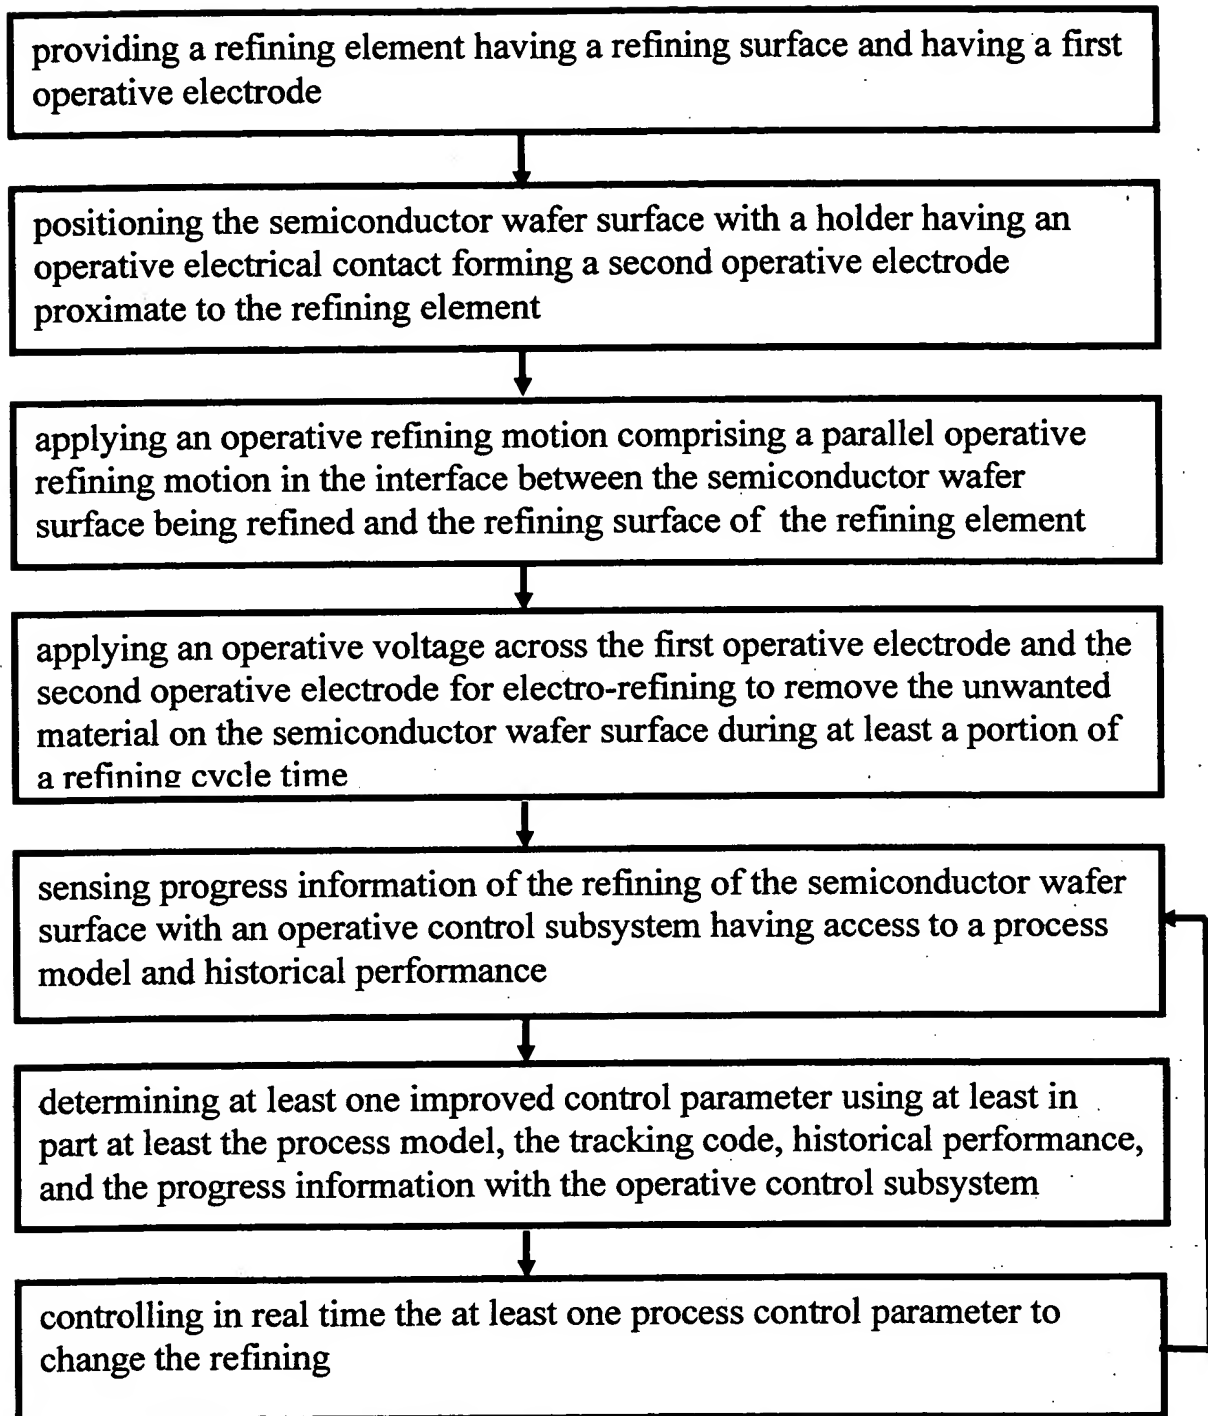 providing a refining element having a refining surface and having a first
operative electrode
positioning the semiconductor wafer surface with a holder having an
operative electrical contact forming a second operative electrode
proximate to the refining element
applying an operative refining motion comprising a parallel operative
refining motion in the interface between the semiconductor wafer
surface being refined and the refining surface of the refining element
applying an operative voltage across the first operative electrode and the
second operative electrode for electro-refining to remove the unwanted
material on the semiconductor wafer surface during at least a portion of
a refining cycle time
sensing progress information of the refining of the semiconductor wafer
surface with an operative control subsystem having access to a process
model and historical performance
determining at least one improved control parameter using at least in
part at least the process model, the tracking code, historical performance,
and the progress information with the operative control subsystem
controlling in real time the at least one process control parameter to
change the refining